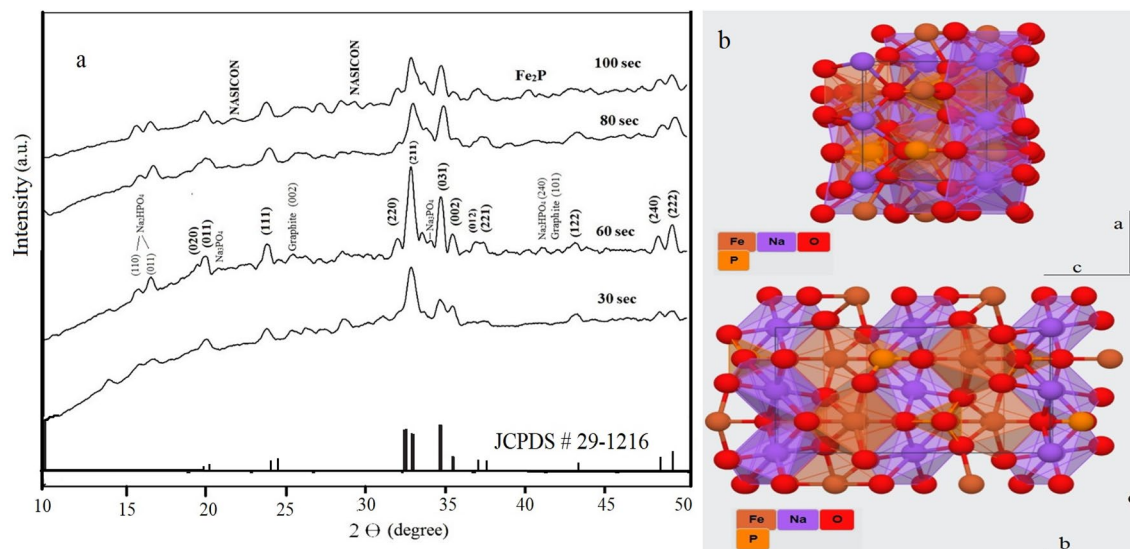 a
Intensity (a.u.)
NASICON
NASICON
Fe₂P
100 sec
80 sec
60 sec
30 sec
(110)
Na₂HPO₄
(011)
(020)
(011)
Na₃PO₄
(111)
Graphite (002)
(220)
(211)
Na₃PO₄
(031)
(002)
(012)
(221)
Na₂HPO₄ (240)
Graphite (101)
(122)
(240)
(222)
JCPDS # 29-1216
10 15 20 25 30 35 40 45 50
2 Θ (degree)
b
Fe Na O
P
a
c
Fe Na O
P
b